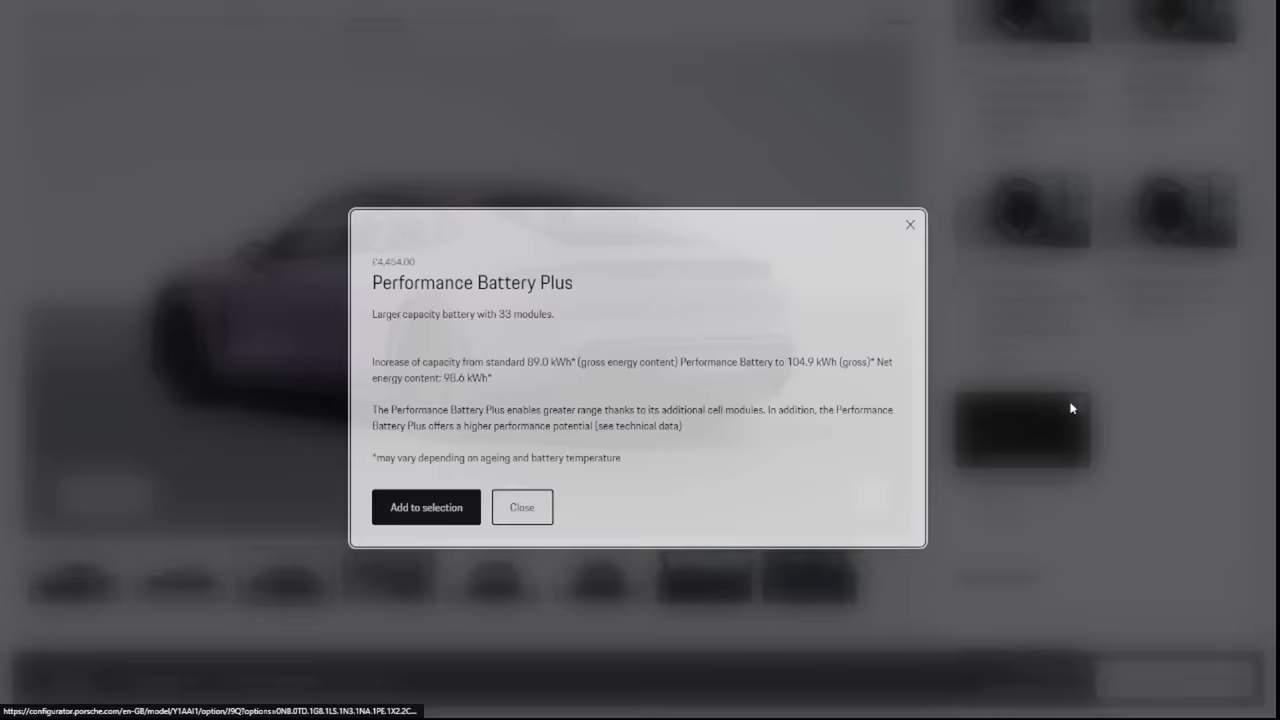 £4,454.00
Performance Battery Plus
Larger capacity battery with 33 modules.
Increase of capacity from standard 89.0 kWh* (gross energy content) Performance Battery to 104.9 kWh (gross)* Net
energy content: 98.6 kWh*
The Performance Battery Plus enables greater range thanks to its additional cell modules. In addition, the Performance
Battery Plus offers a higher performance potential (see technical data)
*may vary depending on ageing and battery temperature
Add to selection
Close
https://configurator.porsche.com/en-GB/model/Y1AAI1/option/J9Q?options=0NB.0TD.1G8.1LS.1N3.1NA.1PE.1X2.2C...